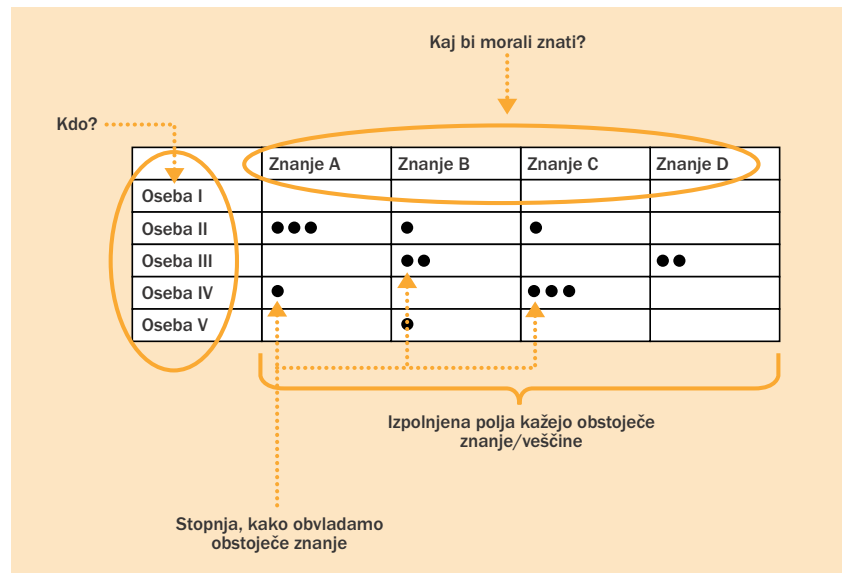 Kaj bi morali znati?
Kdo?
Znanje A Znanje B Znanje C Znanje D
Oseba I
Oseba II
Oseba III
Oseba IV
Oseba V
Izpolnjena polja kažejo obstoječe
znanje/veščine
Stopnja, kako obvladamo
obstoječe znanje